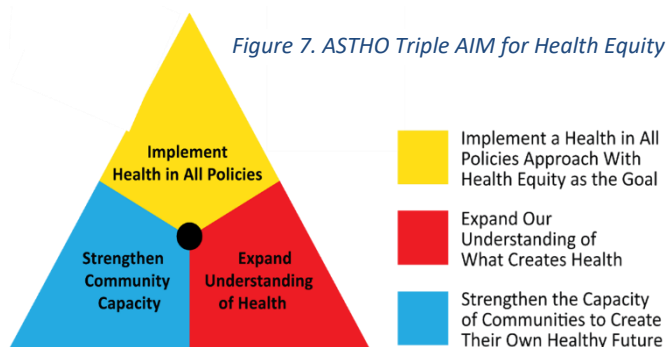 Figure 7. ASTHO Triple AIM for Health Equity
Implement
Health in All Policies
Strengthen
Community
Capacity
Expand
Understanding
of Health
Implement a Health in All
Policies Approach With
Health Equity as the Goal
Expand Our
Understanding of
What Creates Health
Strengthen the Capacity
of Communities to Create
Their Own Healthy Future